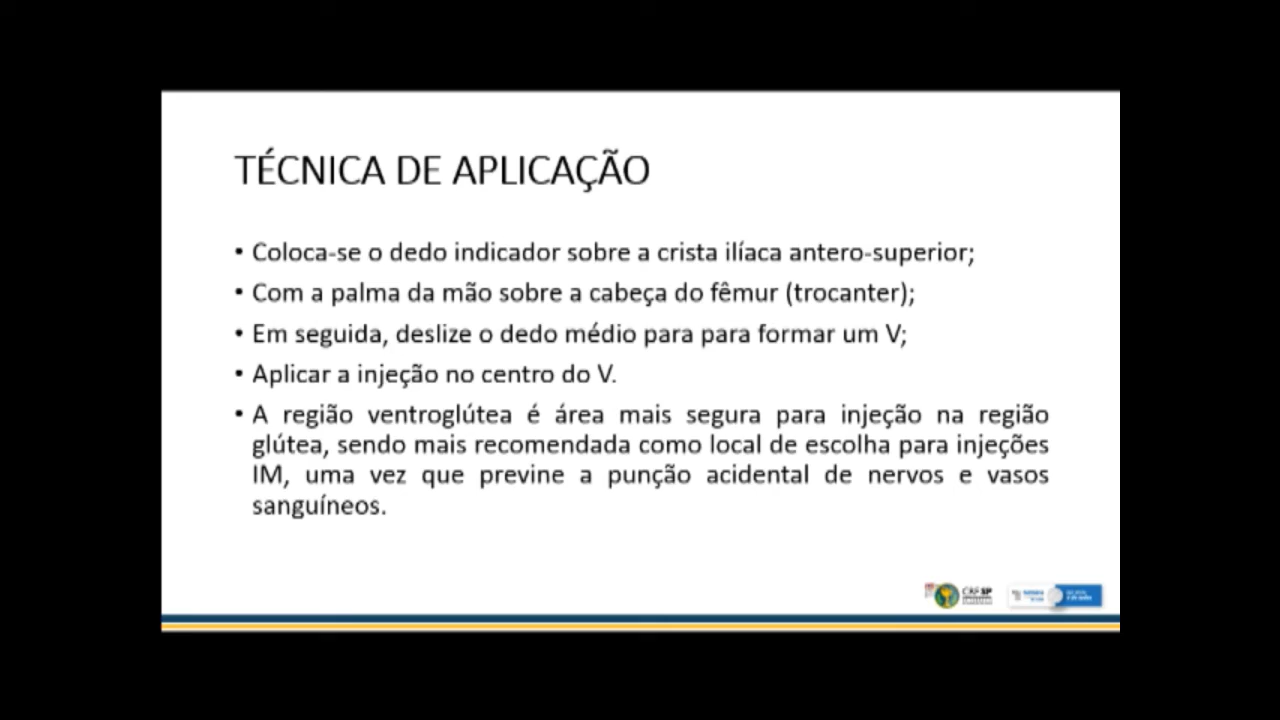 TÉCNICA DE APLICAÇÃO
• Coloca-se o dedo indicador sobre a crista ilíaca antero-superior;
• Com a palma da mão sobre a cabeça do fêmur (trocanter);
• Em seguida, deslize o dedo médio para para formar um V;
• Aplicar a injeção no centro do V.
• A região ventroglútea é área mais segura para injeção na região
glútea, sendo mais recomendada como local de escolha para injeções
IM, uma vez que previne a punção acidental de nervos e vasos
sanguíneos.
CRF SP